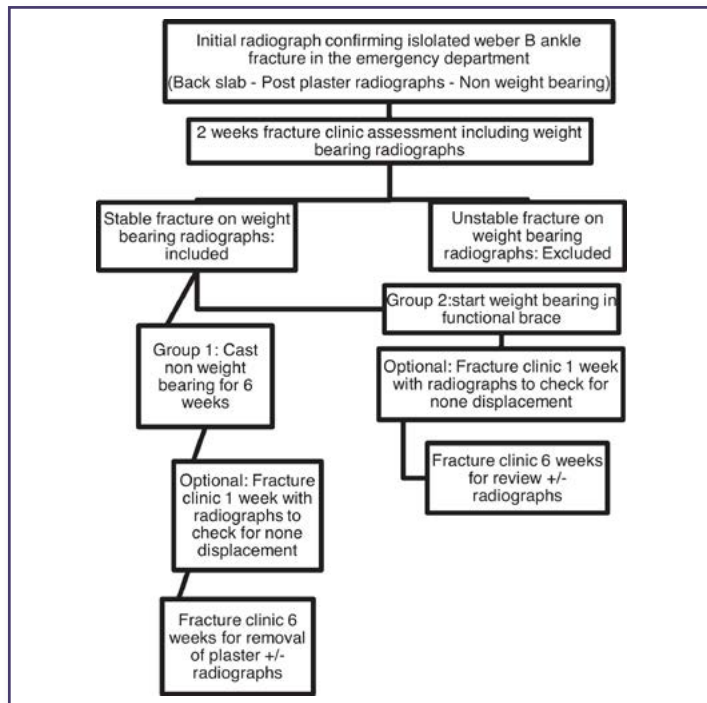 Initial radiograph confirming islolated weber B ankle
fracture in the emergency department
(Back slab - Post plaster radiographs - Non weight bearing)
2 weeks fracture clinic assessment including weight
bearing radiographs
Stable fracture on weight
bearing radiographs:
included
Unstable fracture on
weight bearing
radiographs: Excluded
Group 2:start weight bearing in
functional brace
Group 1: Cast
non weight
bearing for 6
weeks
Optional: Fracture clinic 1 week
with radiographs to check for
none displacement
Fracture clinic 6 weeks
for review +/-
radiographs
Optional: Fracture
clinic 1 week with
radiographs to
check for none
displacement
Fracture clinic 6
weeks for removal
of plaster +/-
radiographs